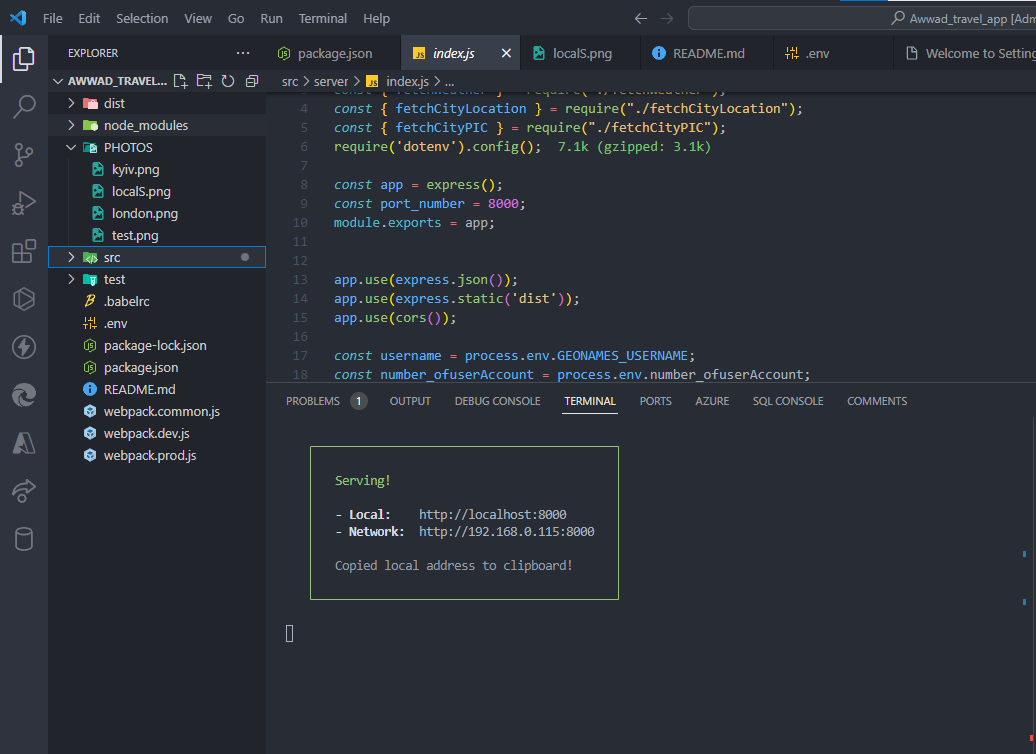 File Edit Selection View Go Run Terminal Help
Awwad_travel_app [Adm
EXPLORER
package.json
index.js
localS.png
README.md
.env
Welcome to Setting
AWWAD_TRAVEL...
src > server > index.js > ...
dist
node_modules
PHOTOS
kyiv.png
localS.png
london.png
test.png
src
test
.babelrc
.env
package-lock.json
package.json
README.md
webpack.common.js
webpack.dev.js
webpack.prod.js
4 const { fetchCityLocation } = require("./fetchCityLocation");
5 const { fetchCityPIC } = require("./fetchCityPIC");
6 require('dotenv').config(); 7.1k (gzipped: 3.1k)
7
8 const app = express();
9 const port_number = 8000;
10 module.exports = app;
11
12
13 app.use(express.json());
14 app.use(express.static('dist'));
15 app.use(cors());
16
17 const username = process.env.GEONAMES_USERNAME;
18 const number_ofuserAccount = process.env.number_ofuserAccount;
PROBLEMS 1 OUTPUT DEBUG CONSOLE TERMINAL PORTS AZURE SQL CONSOLE COMMENTS
Serving!
- Local: http://localhost:8000
- Network: http://192.168.0.115:8000
Copied local address to clipboard!